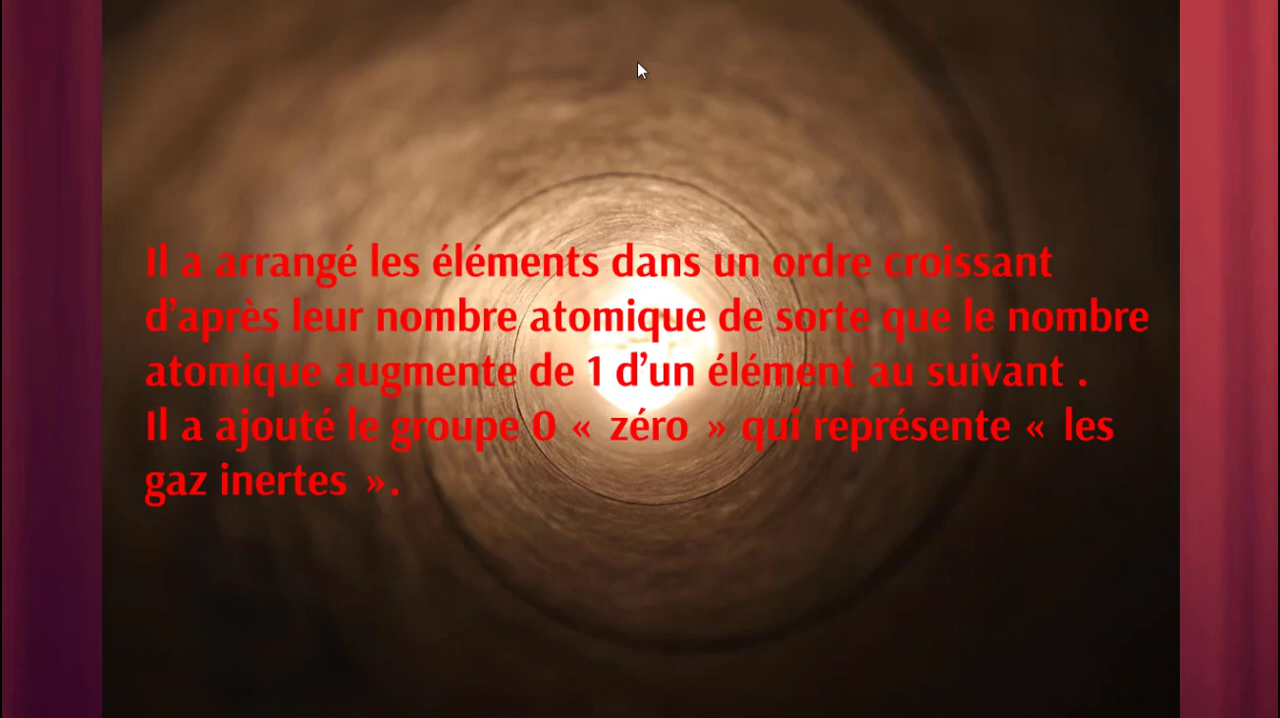 Il a arrangé les éléments dans un ordre croissant
d’après leur nombre atomique de sorte que le nombre
atomique augmente de 1 d’un élément au suivant .
Il a ajouté le groupe 0 « zéro » qui représente « les
gaz inertes ».